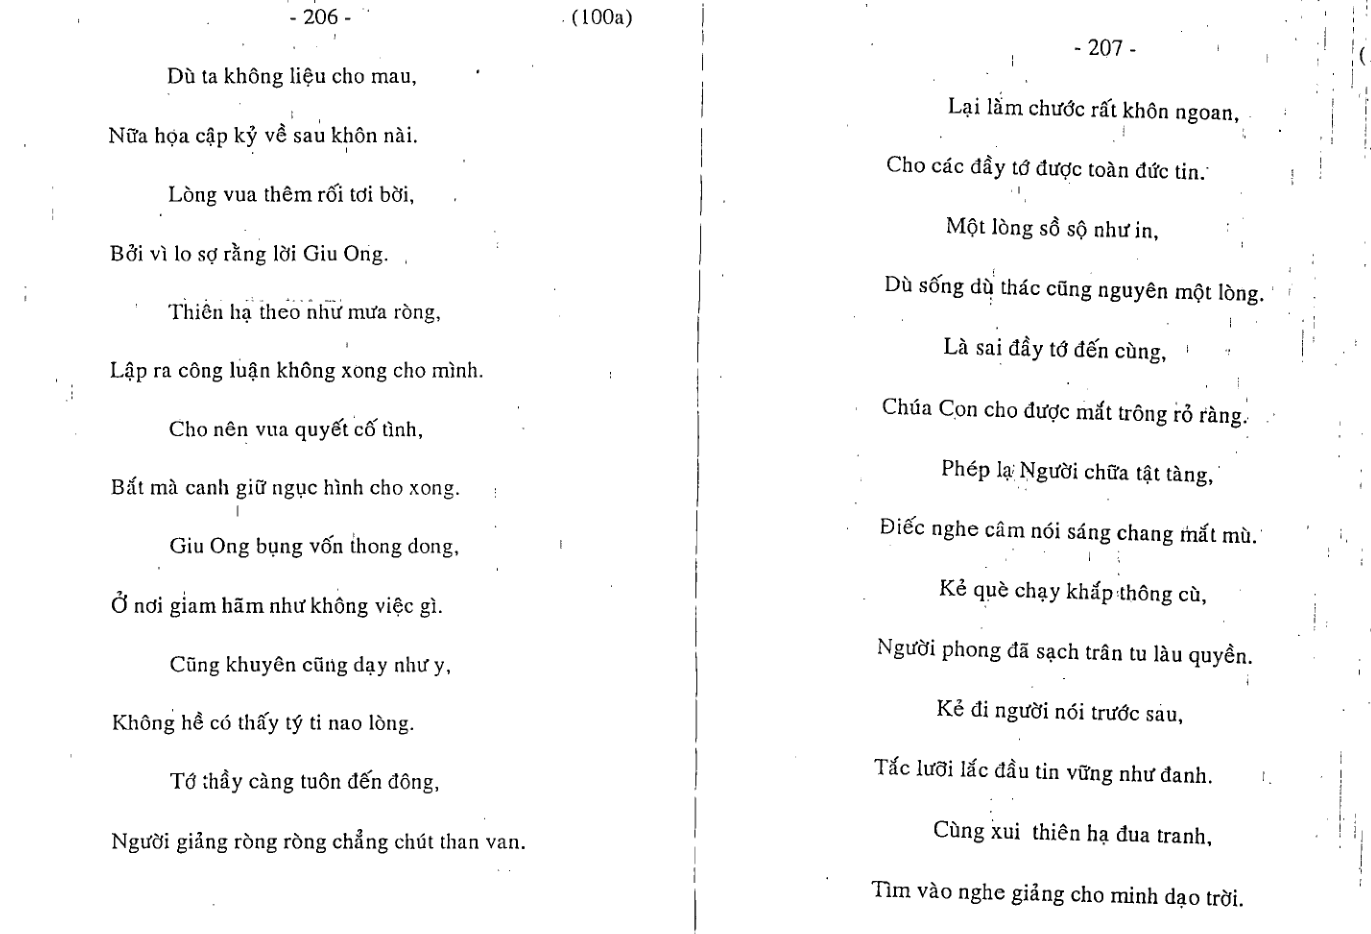 - 206 -
(100a)
Dù ta không liệu cho mau,
Nữa họa cập kỷ về sau khôn nài.
Lòng vua thêm rối tơi bời,
Bởi vì lo sợ rằng lời Giu Ong.
Thiên hạ theo như mưa ròng,
Lập ra công luận không xong cho mình.
Cho nên vua quyết cố tình,
Bắt mà canh giữ ngục hình cho xong.
Giu Ong bụng vốn thong dong,
Ở nơi giam hãm như không việc gì.
Cũng khuyên cũng dạy như y,
Không hề có thấy tý ti nao lòng.
Tớ thầy càng tuôn đến đông,
Người giảng ròng ròng chẳng chút than van.
- 207 -
(
Lại lắm chước rất khôn ngoan,
Cho các đầy tớ được toàn đức tin.
Một lòng sồ sộ như in,
Dù sống dù thác cũng nguyên một lòng.
Là sai đầy tớ đến cùng,
Chúa Con cho được mắt trông rỏ ràng.
Phép lạ Người chữa tật tàng,
Điếc nghe câm nói sáng chang mắt mù.
Kẻ què chạy khắp thông cù,
Người phong đã sạch trân tu làu quyền.
Kẻ đi người nói trước sau,
Tắc lưỡi lắc đầu tin vững như đanh.
Cùng xui thiên hạ đua tranh,
Tìm vào nghe giảng cho minh dạo trời.